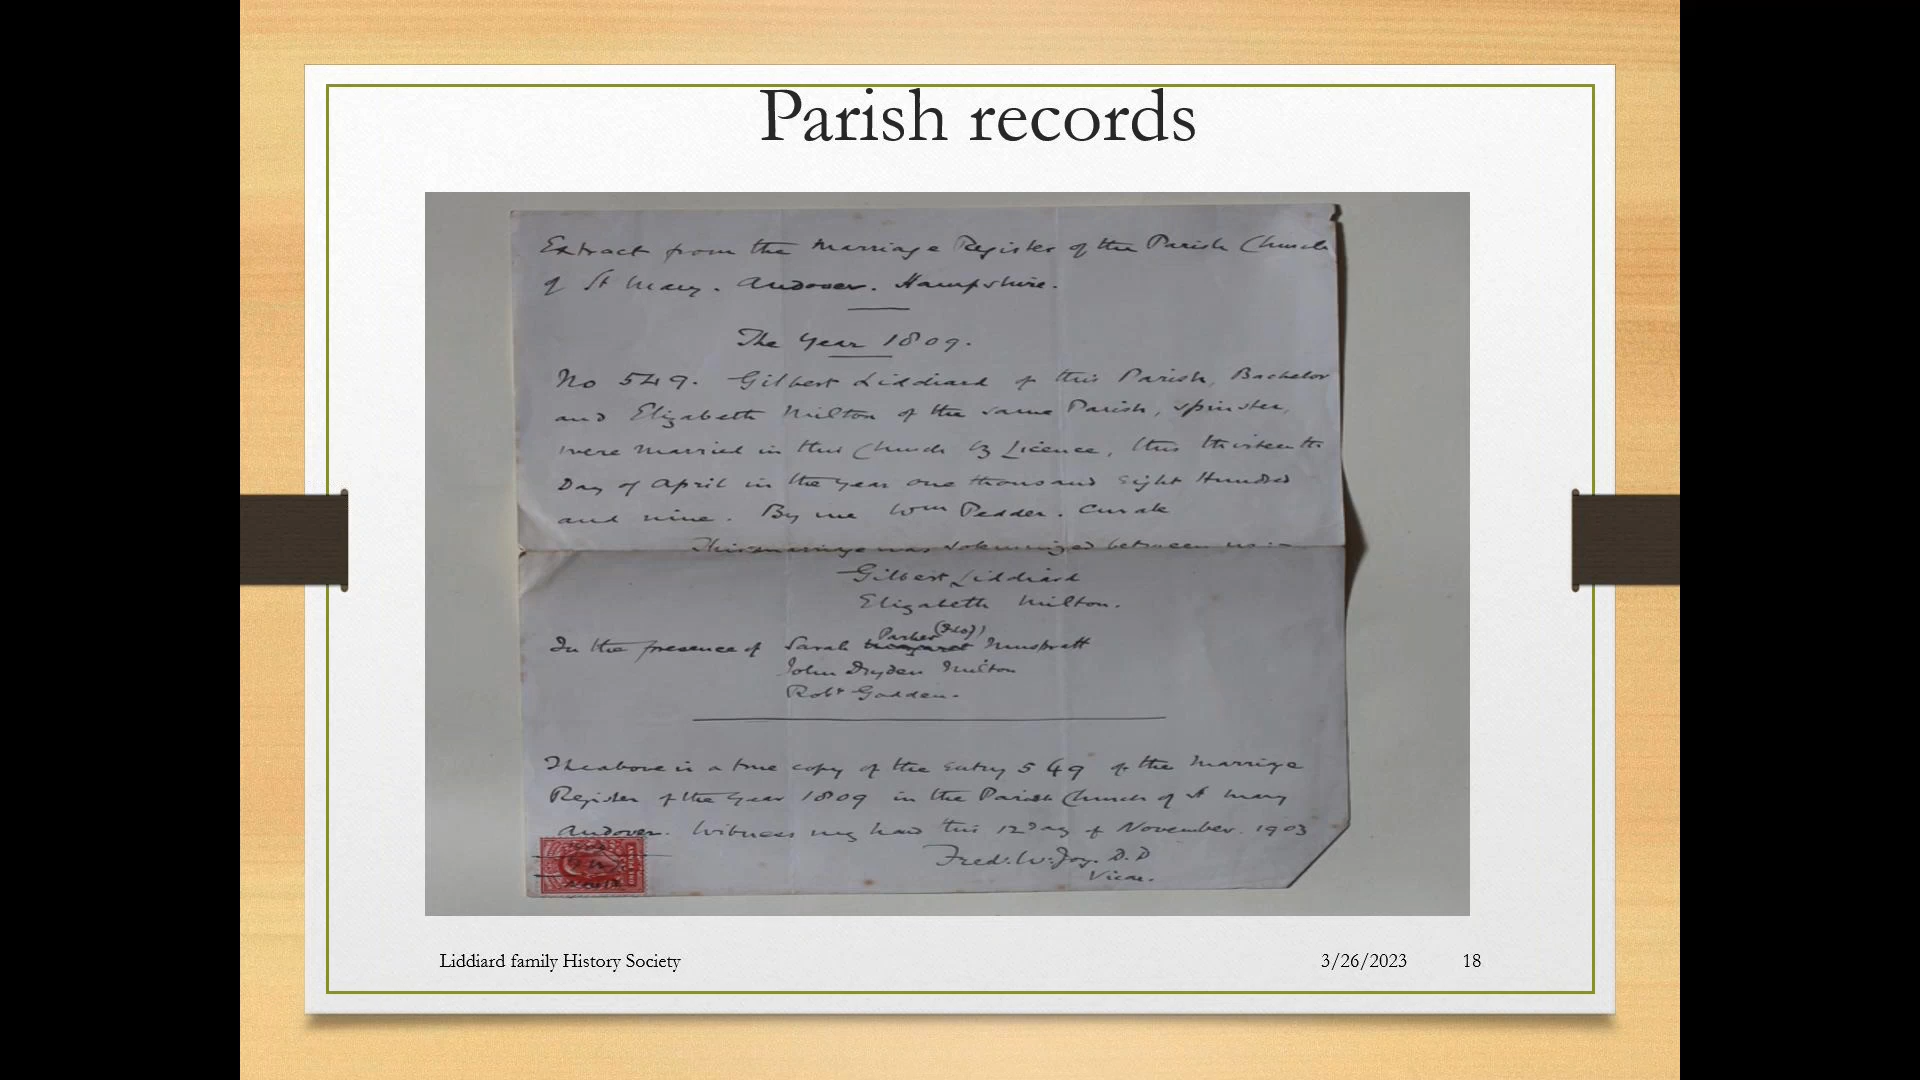 Parish records
Extract from the Marriage Register of the Parish Church
of St Mary. Andover. Hampshire.
The Year 1809.
No 549. Gilbert Liddiard of this Parish, Bachelor
and Elizabeth Milton of the same Parish, spinster,
were married in this Church by Licence, this thirteenth
Day of April in the year one thousand Eight Hundred
and nine. By me Wm Pedder. Curate
This marriage was solemnized between us:-
Gilbert Liddiard
Elizabeth Milton.
Parker
In the presence of Sarah Muspratt
John Dryden Milton
Robt Godden.
The above is a true copy of the Entry 549 of the Marriage
Register of the Year 1809 in the Parish Church of St Mary
Andover. Witness my hand this 12 Day of November. 1903
Fred. W. Joy. D.D
Vicar.
ONE PENNY
Liddiard family History Society
3/26/2023
18